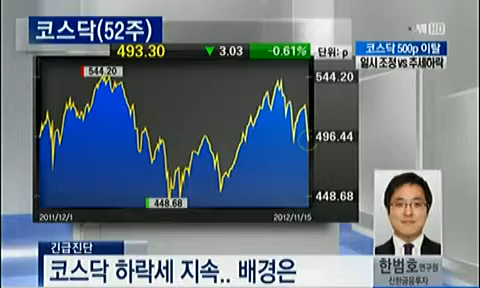 코스닥(52주)
493.30 ▼ 3.03 -0.61% 단위: p
HD
코스닥 500p 이탈
일시 조정 vs 추세하락
544.20
544.20
496.44
448.68
448.68
2011/12/1
2012/11/15
긴급진단
코스닥 하락세 지속.. 배경은
한범호연구원
신한금융투자